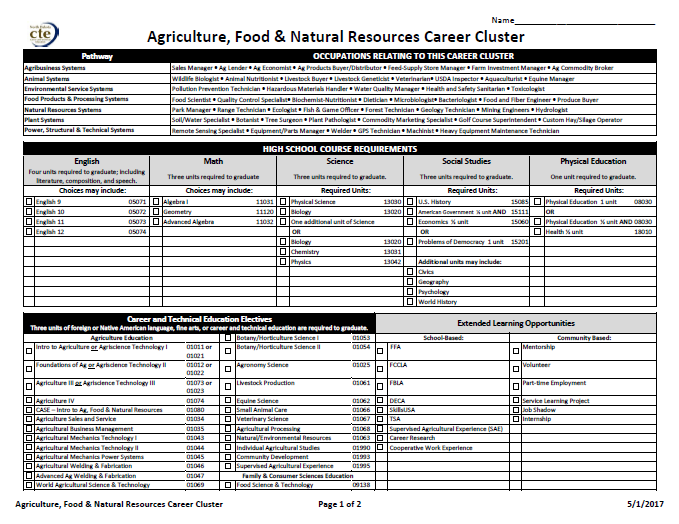 Name
South Dakota
cte
Agriculture, Food & Natural Resources Career Cluster
Pathway OCCUPATIONS RELATING TO THIS CAREER CLUSTER
Agribusiness Systems Sales Manager • Ag Lender • Ag Economist • Ag Products Buyer/Distributor • Feed-Supply Store Manager • Farm Investment Manager • Ag Commodity Broker
Animal Systems Wildlife Biologist • Animal Nutritionist • Livestock Buyer • Livestock Geneticist • Veterinarian• USDA Inspector • Aquaculturist • Equine Manager
Environmental Service Systems Pollution Prevention Technician • Hazardous Materials Handler • Water Quality Manager • Health and Safety Sanitarian • Toxicologist
Food Products & Processing Systems Food Scientist • Quality Control Specialist• Biochemist-Nutritionist • Dietician • Microbiologist• Bacteriologist • Food and Fiber Engineer • Produce Buyer
Natural Resources Systems Park Manager • Range Technician • Ecologist • Fish & Game Officer • Forest Technician • Geology Technician • Mining Engineers • Hydrologist
Plant Systems Soil/Water Specialist • Botanist • Tree Surgeon • Plant Pathologist • Commodity Marketing Specialist • Golf Course Superintendent • Custom Hay/Silage Operator
Power, Structural & Technical Systems Remote Sensing Specialist • Equipment/Parts Manager • Welder • GPS Technician • Machinist • Heavy Equipment Maintenance Technician
HIGH SCHOOL COURSE REQUIREMENTS
English Math Science Social Studies Physical Education
Four units required to graduate; including
literature, composition, and speech.
Three units required to graduate Three units required to graduate. Three units required to graduate. One unit required to graduate.
Choices may include: Choices may include: Required Units: Required Units: Required Units:
English 9 05071 Algebra I 11031 Physical Science 13030 U.S. History 15085 Physical Education 1 unit 08030
English 10 05072 Geometry 11120 Biology 13020 American Government ½ unit AND 15111 OR
English 11 05073 Advanced Algebra 11032 One additional unit of Science Economics ½ unit 15060 Physical Education ½ unit AND 08030
English 12 05074 OR OR Health ½ unit 18010
Biology 13020 Problems of Democracy 1 unit 15201
Chemistry 13031
Physics 13042 Additional units may include:
Civics
Geography
Psychology
World History
Career and Technical Education Electives
Three units of foreign or Native American language, fine arts, or career and technical education are required to graduate.
Extended Learning Opportunities
Agriculture Education Botany/Horticulture Science I 01053 School-Based: Community Based:
Intro to Agriculture or Agriscience Technology I 01011 or 01021 Botany/Horticulture Science II 01054 FFA Mentorship
Foundations of Ag or Agriscience Technology II 01012 or 01022 Agronomy Science 01025 FCCLA Volunteer
Agriculture III or Agriscience Technology III 01073 or 01023 Livestock Production 01061 FBLA Part-time Employment
Agriculture IV 01074 Equine Science 01062 DECA Service Learning Project
CASE – Intro to Ag, Food & Natural Resources 01080 Small Animal Care 01066 SkillsUSA Job Shadow
Agriculture Sales and Service 01034 Veterinary Science 01067 TSA Internship
Agricultural Business Management 01035 Agricultural Processing 01068 Supervised Agricultural Experience (SAE)
Agricultural Mechanics Technology I 01043 Natural/Environmental Resources 01063 Career Research
Agricultural Mechanics Technology II 01044 Individual Agricultural Studies 01990 Cooperative Work Experience
Agricultural Mechanics Power Systems 01045 Community Development 01993
Agricultural Welding & Fabrication 01046 Supervised Agricultural Experience 01995
Advanced Ag Welding & Fabrication 01047 Family & Consumer Sciences Education
World Agricultural Science & Technology 01069 Food Science & Technology 09138
Agriculture, Food & Natural Resources Career Cluster Page 1 of 2 5/1/2017